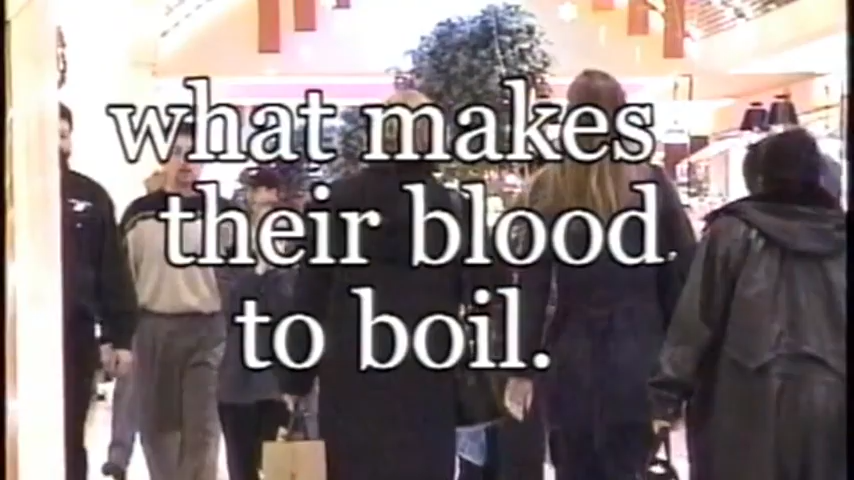 what makes
their blood
to boil.